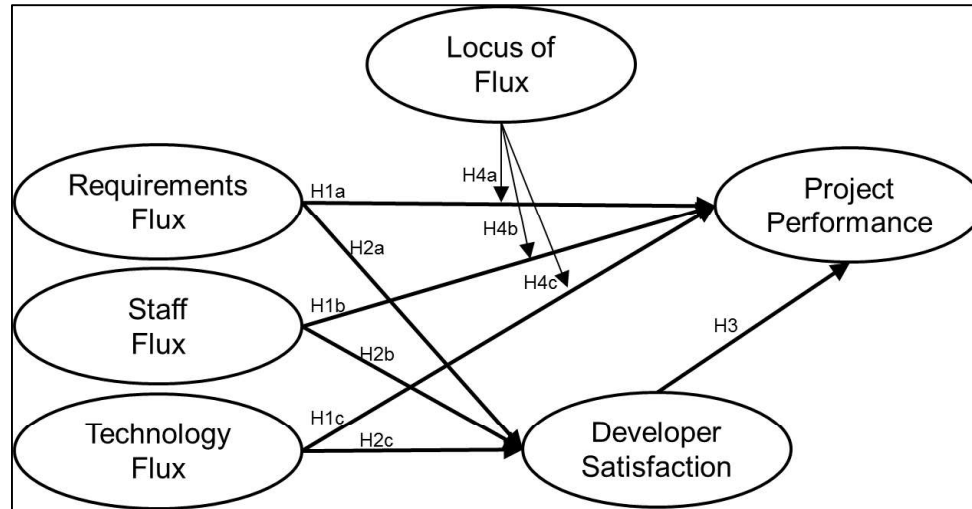 Locus of
Flux
Requirements
Flux
H1a
H4a
Project
Performance
H4b
H2a
H4c
Staff
Flux
H1b
H2b
H3
H1c
Technology
Flux
H2c
Developer
Satisfaction